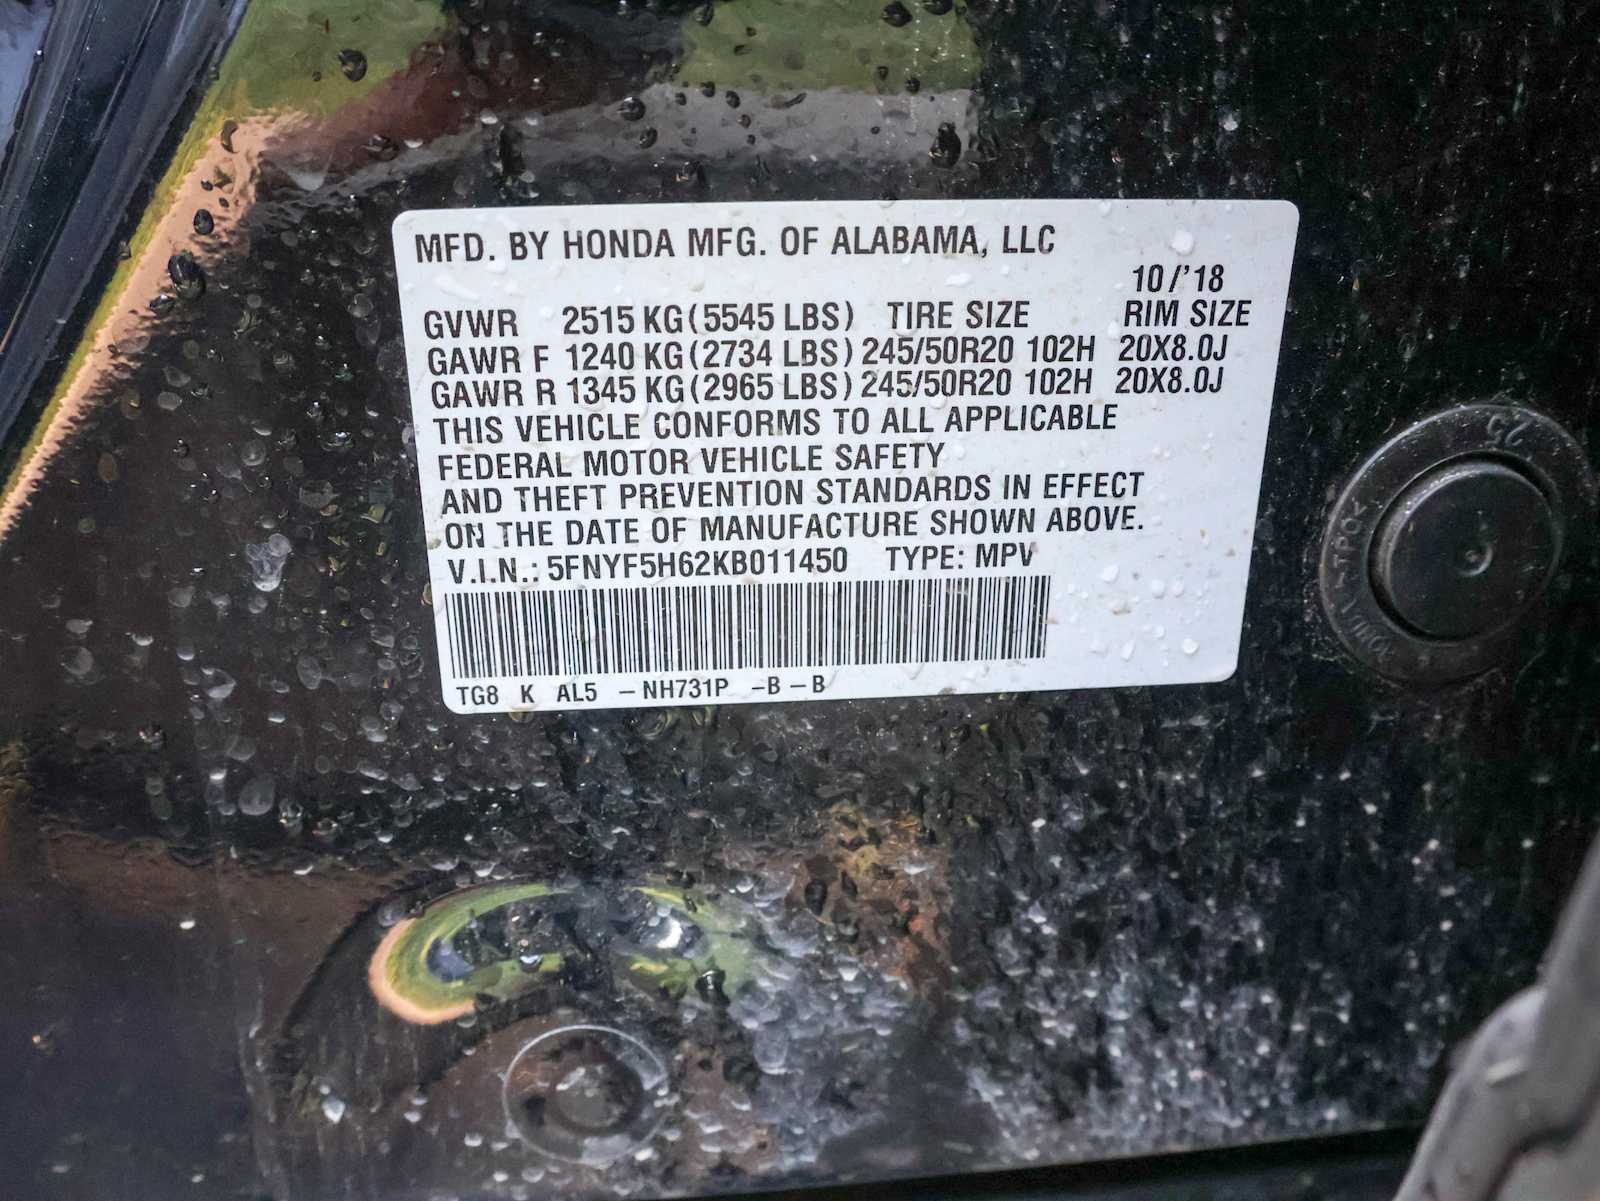 MFD. BY HONDA MFG. OF ALABAMA, LLC
10/'18
GVWR 2515 KG (5545 LBS) TIRE SIZE RIM SIZE
GAWR F 1240 KG (2734 LBS) 245/50R20 102H 20X8.0J
GAWR R 1345 KG (2965 LBS) 245/50R20 102H 20X8.0J
THIS VEHICLE CONFORMS TO ALL APPLICABLE
FEDERAL MOTOR VEHICLE SAFETY
AND THEFT PREVENTION STANDARDS IN EFFECT
ON THE DATE OF MANUFACTURE SHOWN ABOVE.
V.I.N.: 5FNYF5H62KB011450 TYPE: MPV
TG8 K AL5 –NH731P –B–B
25